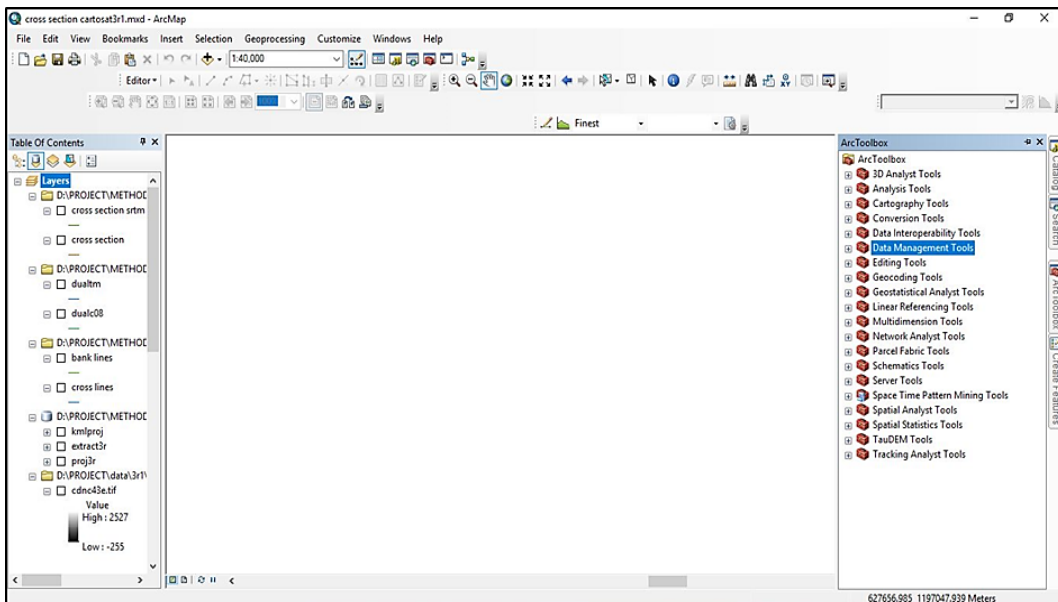 cross section cartosat3r1.mxd - ArcMap
File Edit View Bookmarks Insert Selection Geoprocessing Customize Windows Help
1:40,000
Editor
Finest
Table Of Contents
Layers
D:\PROJECT\METHOD
cross section srtm
cross section
D:\PROJECT\METHOD
dualtm
dualc08
D:\PROJECT\METHOD
bank lines
cross lines
D:\PROJECT\METHOD
kmlproj
extract3r
proj3r
D:\PROJECT\data\3r1\
cdnc43e.tif
Value
High : 2527
Low : -255
ArcToolbox
ArcToolbox
3D Analyst Tools
Analysis Tools
Cartography Tools
Conversion Tools
Data Interoperability Tools
Data Management Tools
Editing Tools
Geocoding Tools
Geostatistical Analyst Tools
Linear Referencing Tools
Multidimension Tools
Network Analyst Tools
Parcel Fabric Tools
Schematics Tools
Server Tools
Space Time Pattern Mining Tools
Spatial Analyst Tools
Spatial Statistics Tools
TauDEM Tools
Tracking Analyst Tools
Catalog
Search
ArcToolbox
Create Features
627656.985 1197047.939 Meters